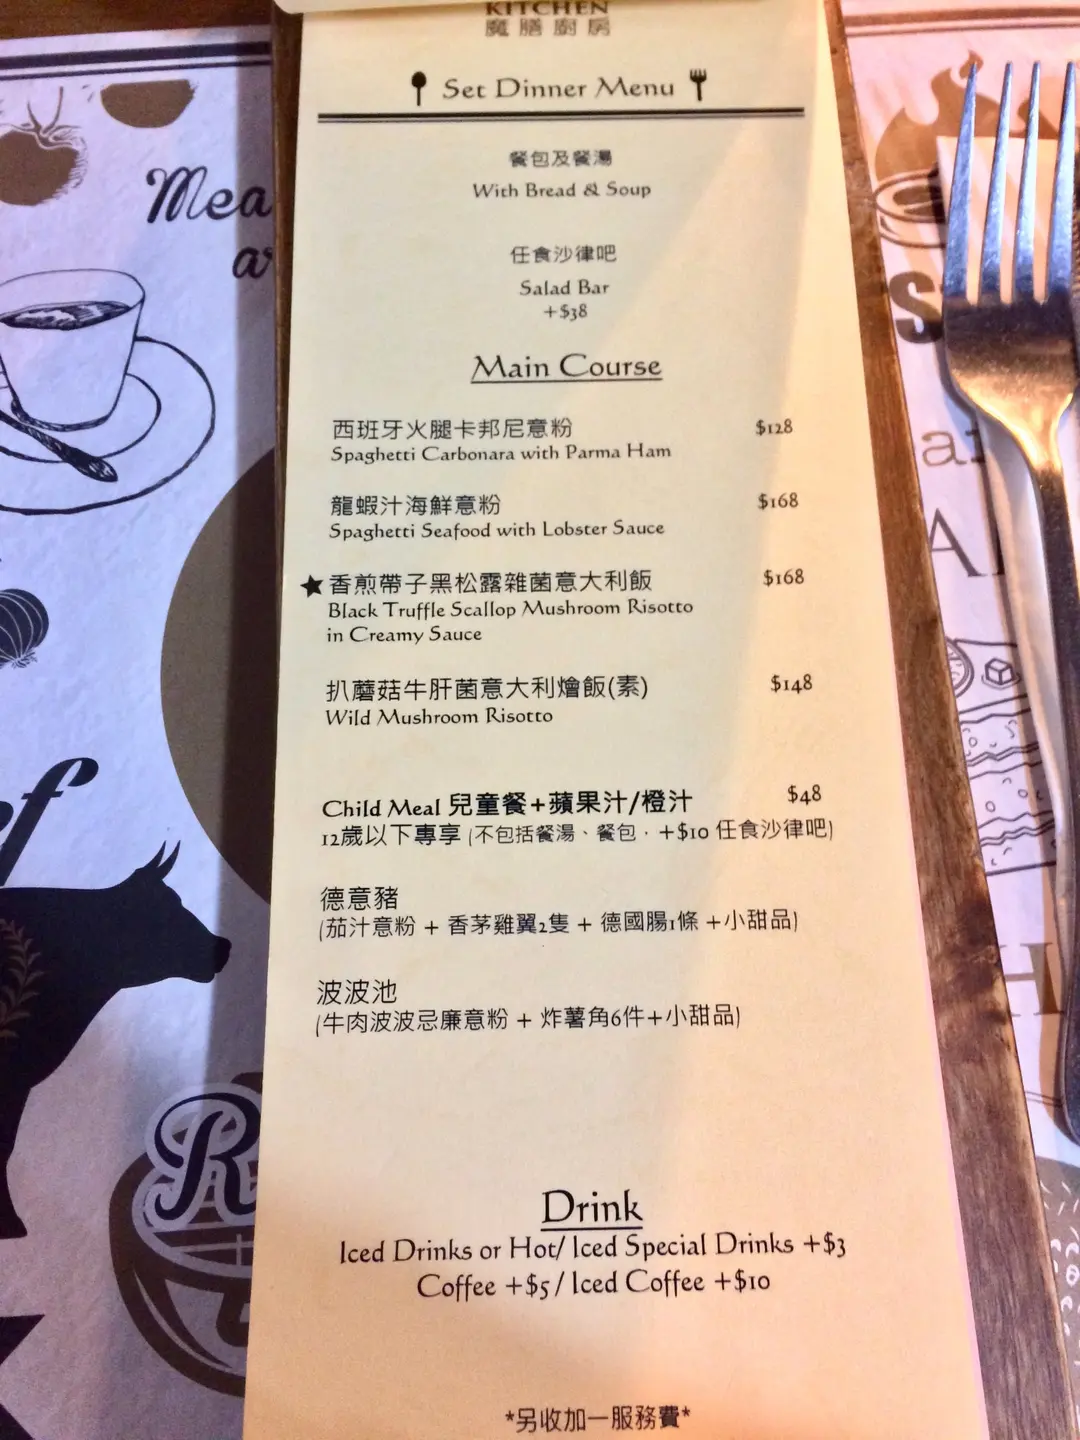 KITCHEN
魔膳廚房
Set Dinner Menu
餐包及餐湯
With Bread & Soup
任食沙律吧
Salad Bar
+$38
Main Course
西班牙火腿卡邦尼意粉 $128
Spaghetti Carbonara with Parma Ham
龍蝦汁海鮮意粉 $168
Spaghetti Seafood with Lobster Sauce
★香煎帶子黑松露雜菌意大利飯 $168
Black Truffle Scallop Mushroom Risotto
in Creamy Sauce
扒蘑菇牛肝菌意大利燴飯(素) $148
Wild Mushroom Risotto
Child Meal 兒童餐+蘋果汁/橙汁 $48
12歲以下專享 (不包括餐湯、餐包，+$10 任食沙律吧)
德意豬
(茄汁意粉 + 香茅雞翼2隻 + 德國腸1條 +小甜品)
波波池
(牛肉波波忌廉意粉 + 炸薯角6件+小甜品)
Drink
Iced Drinks or Hot/ Iced Special Drinks +$3
Coffee +$5 / Iced Coffee +$10
*另收加一服務費*
Mea